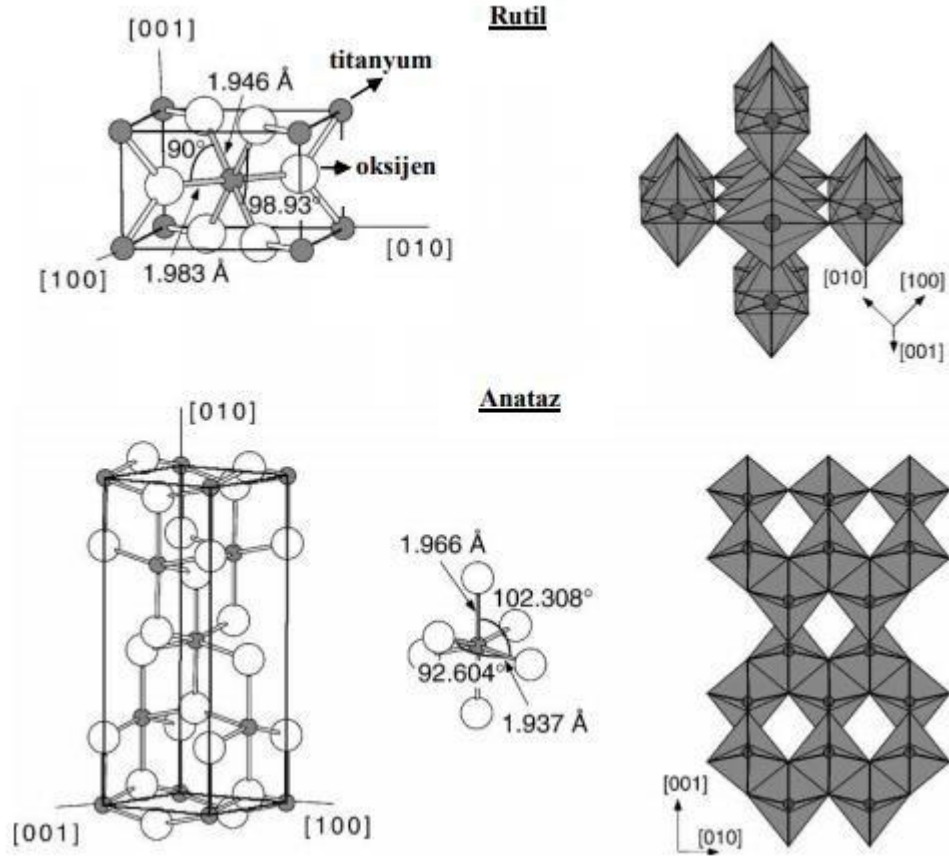 Rutil
[001]
titanyum
1.946 Å
90°
oksijen
98.93°
[010]
[100]
1.983 Å
[010]
[100]
[001]
Anataz
[010]
1.966 Å
102.308°
92.604°
1.937 Å
[001]
[100]
[001]
[010]